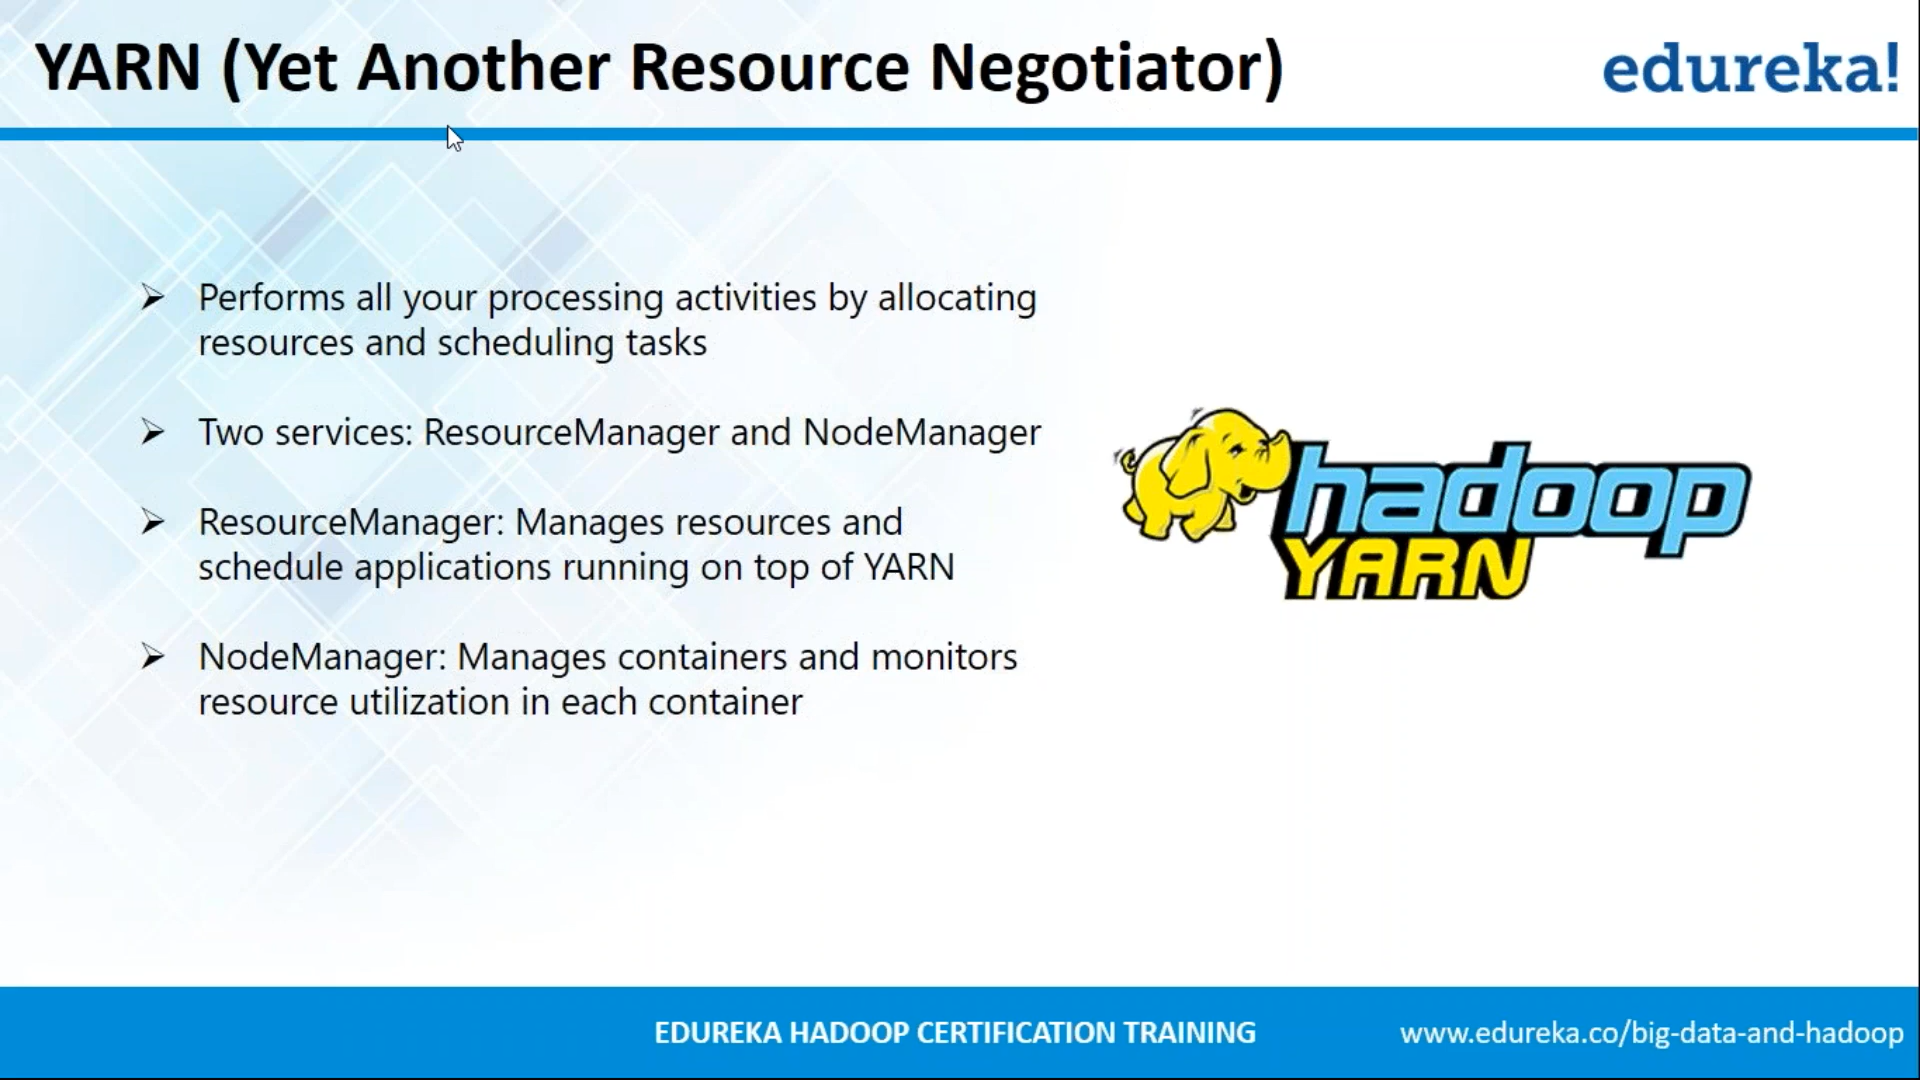 YARN (Yet Another Resource Negotiator)
edureka!
Performs all your processing activities by allocating
resources and scheduling tasks
Two services: ResourceManager and NodeManager
ResourceManager: Manages resources and
schedule applications running on top of YARN
NodeManager: Manages containers and monitors
resource utilization in each container
hadoop
YARN
EDUREKA HADOOP CERTIFICATION TRAINING
www.edureka.co/big-data-and-hadoop